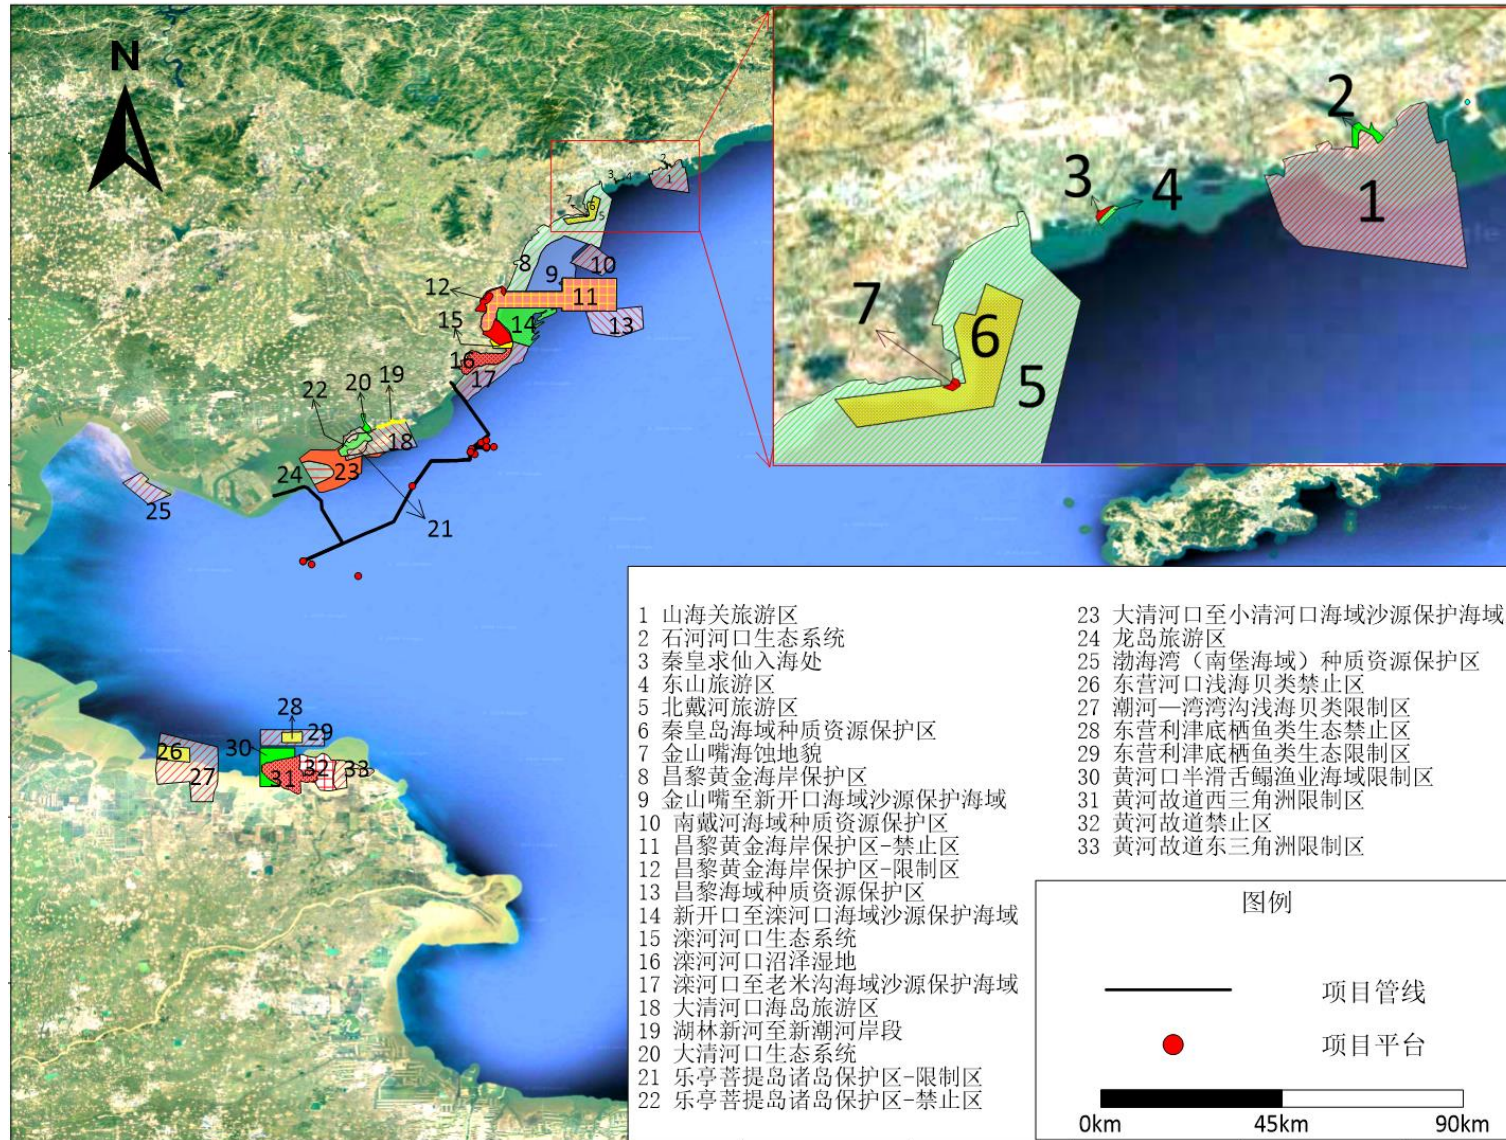 N
2
3
4
1
7
6
5
2
3
4
1
7
6
5
8
9
10
12
11
14
13
15
16
17
19
20
22
18
24
23
25
21
28
29
30
26
27
31
32
33
1 山海关旅游区
2 石河河口生态系统
3 秦皇求仙入海处
4 东山旅游区
5 北戴河旅游区
6 秦皇岛海域种质资源保护区
7 金山嘴海蚀地貌
8 昌黎黄金海岸保护区
9 金山嘴至新开口海域沙源保护海域
10 南戴河海域种质资源保护区
11 昌黎黄金海岸保护区-禁止区
12 昌黎黄金海岸保护区-限制区
13 昌黎海域种质资源保护区
14 新开口至滦河口海域沙源保护海域
15 滦河河口生态系统
16 滦河河口沼泽湿地
17 滦河口至老米沟海域沙源保护海域
18 大清河口海岛旅游区
19 湖林新河至新潮河岸段
20 大清河口生态系统
21 乐亭菩提岛诸岛保护区-限制区
22 乐亭菩提岛诸岛保护区-禁止区
23 大清河口至小清河口海域沙源保护海域
24 龙岛旅游区
25 渤海湾（南堡海域）种质资源保护区
26 东营河口浅海贝类禁止区
27 潮河—湾湾沟浅海贝类限制区
28 东营利津底栖鱼类生态禁止区
29 东营利津底栖鱼类生态限制区
30 黄河口半滑舌鳎渔业海域限制区
31 黄河故道西三角洲限制区
32 黄河故道禁止区
33 黄河故道东三角洲限制区
图例
项目管线
项目平台
0km 45km 90km